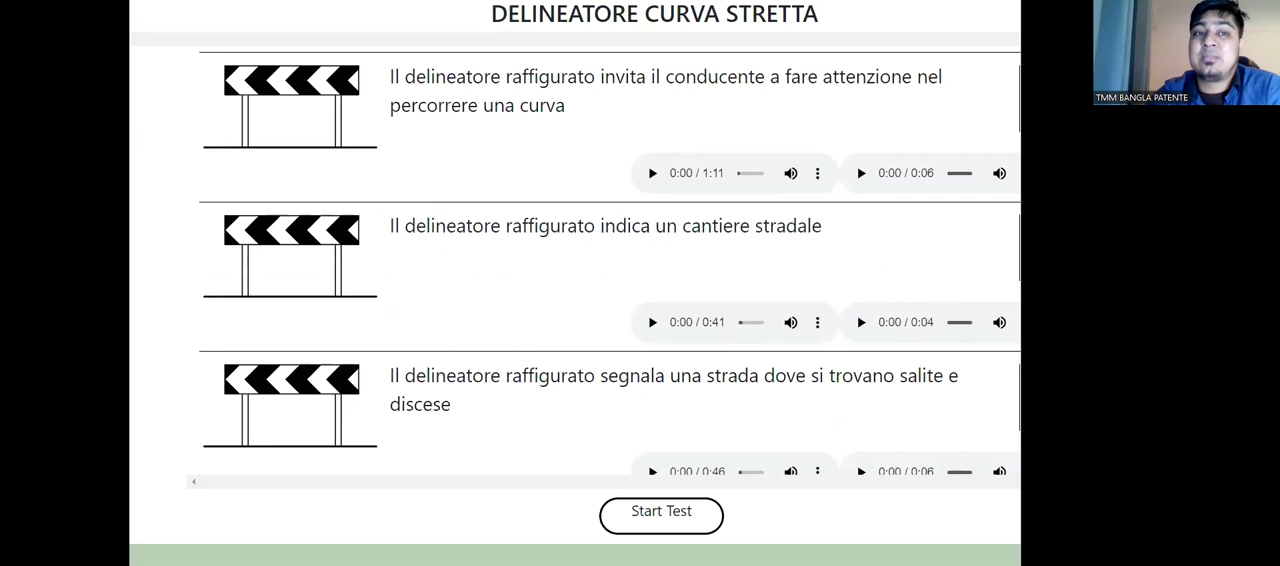 DELINEATORE CURVA STRETTA
TMM BANGLA PATENTE
Il delineatore raffigurato invita il conducente a fare attenzione nel
percorrere una curva
0:00 / 1:11
0:00 / 0:06
Il delineatore raffigurato indica un cantiere stradale
0:00 / 0:41
0:00 / 0:04
Il delineatore raffigurato segnala una strada dove si trovano salite e
discese
0:00 / 0:46
0:00 / 0:06
Start Test